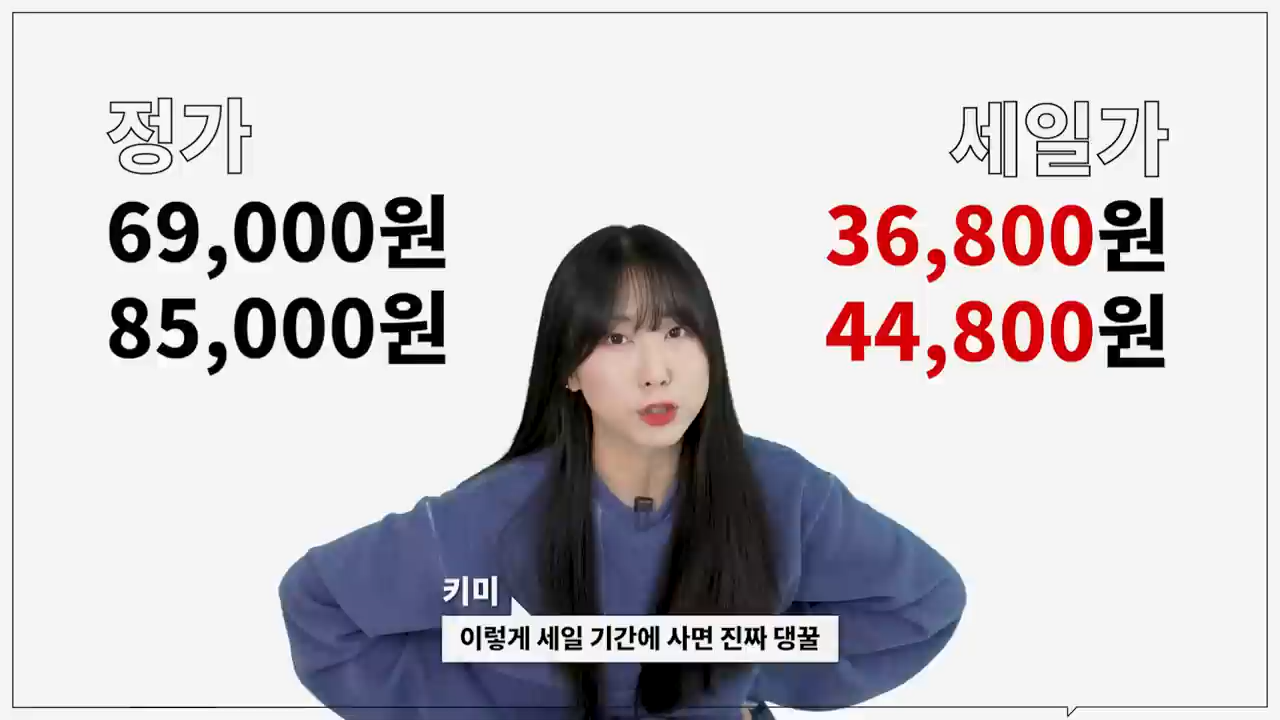 정가
69,000원
85,000원
세일가
36,800원
44,800원
키미
이렇게 세일 기간에 사면 진짜 댕꿀